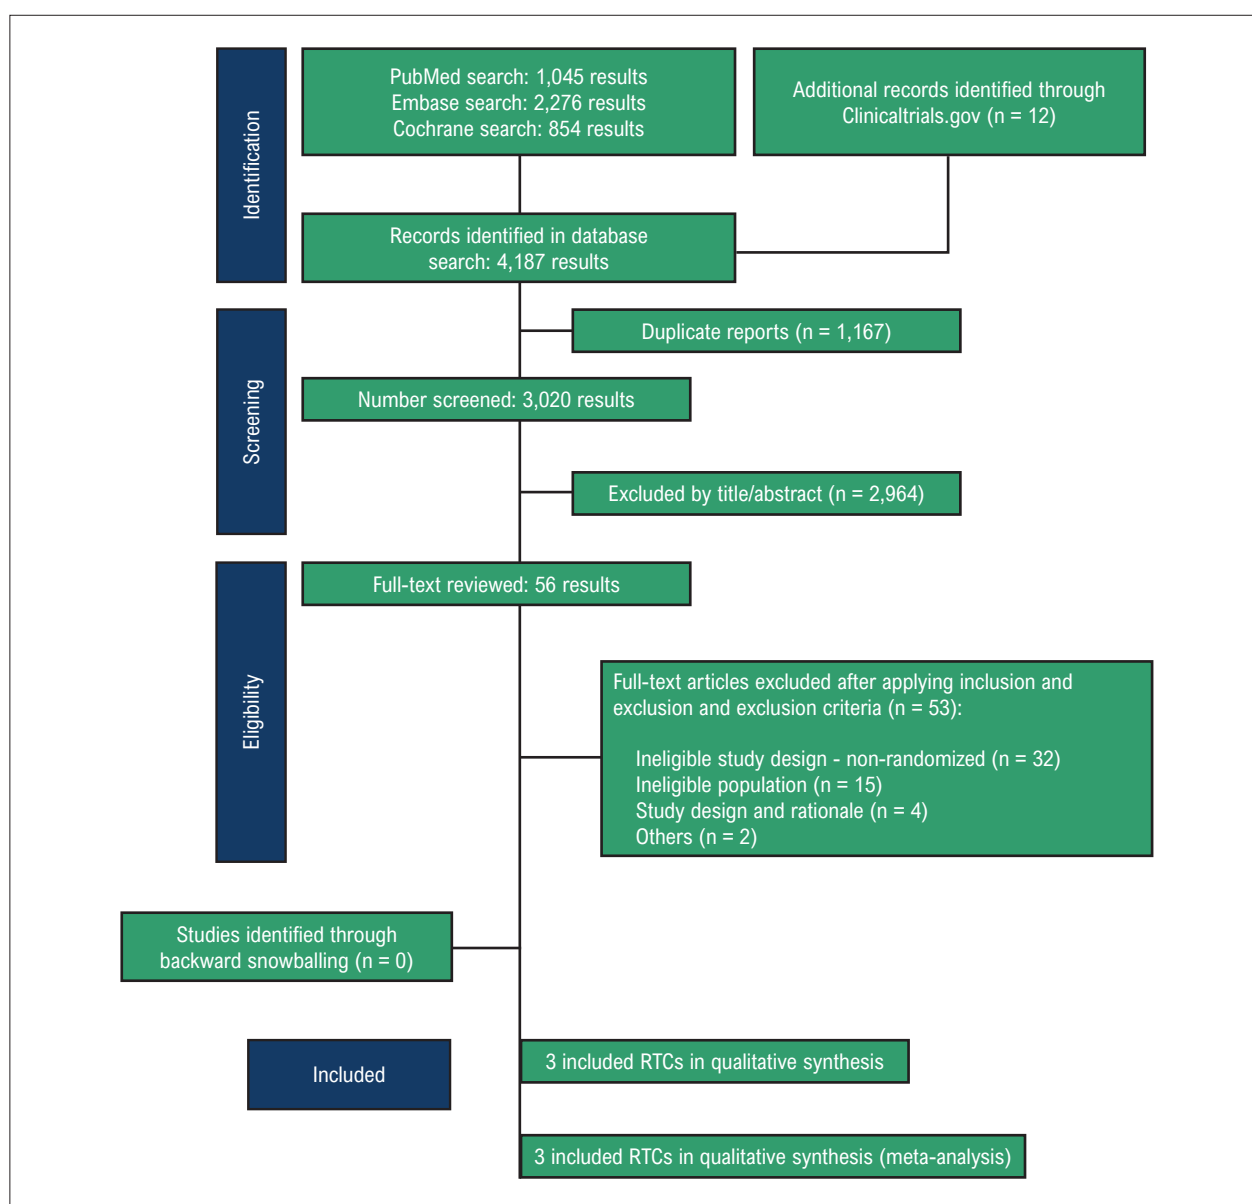 Identification
PubMed search: 1,045 results
Embase search: 2,276 results
Cochrane search: 854 results
Additional records identified through
Clinicaltrials.gov (n = 12)
Records identified in database
search: 4,187 results
Screening
Duplicate reports (n = 1,167)
Number screened: 3,020 results
Excluded by title/abstract (n = 2,964)
Eligibility
Full-text reviewed: 56 results
Full-text articles excluded after applying inclusion and
exclusion and exclusion criteria (n = 53):
Ineligible study design - non-randomized (n = 32)
Ineligible population (n = 15)
Study design and rationale (n = 4)
Others (n = 2)
Studies identified through
backward snowballing (n = 0)
Included
3 included RTCs in qualitative synthesis
3 included RTCs in qualitative synthesis (meta-analysis)